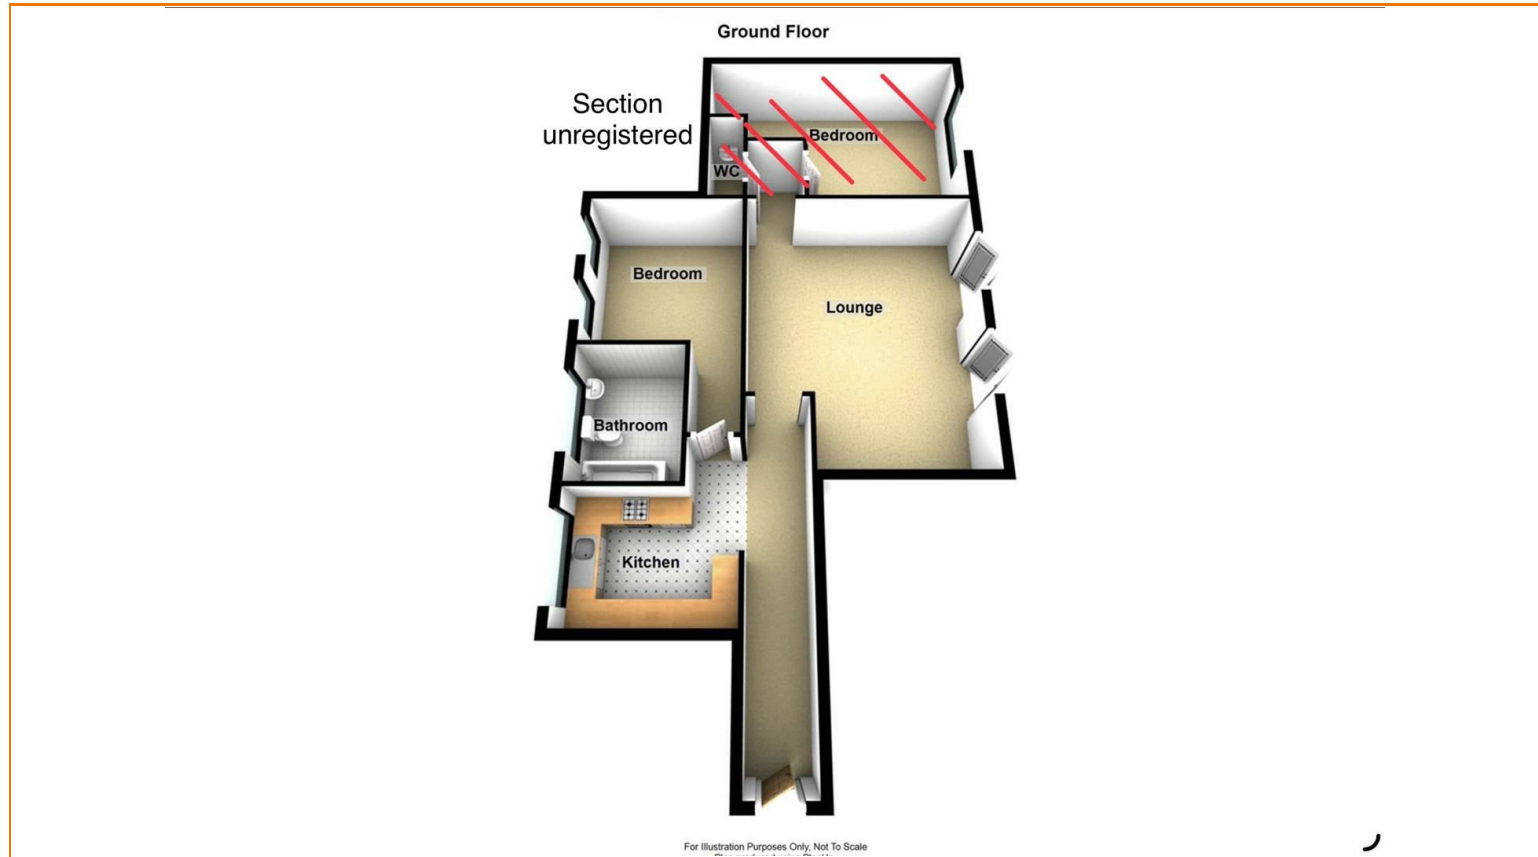 Ground Floor
Section
unregistered
Bedroom
WC
Bedroom
Lounge
Bathroom
Kitchen
For Illustration Purposes Only, Not To Scale